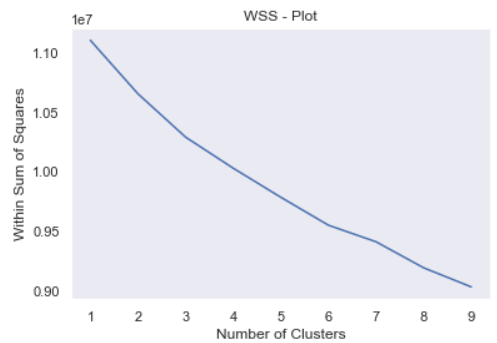 WSS - Plot
1e7
1.10
1.05
1.00
0.95
0.90
Within Sum of Squares
1 2 3 4 5 6 7 8 9
Number of Clusters